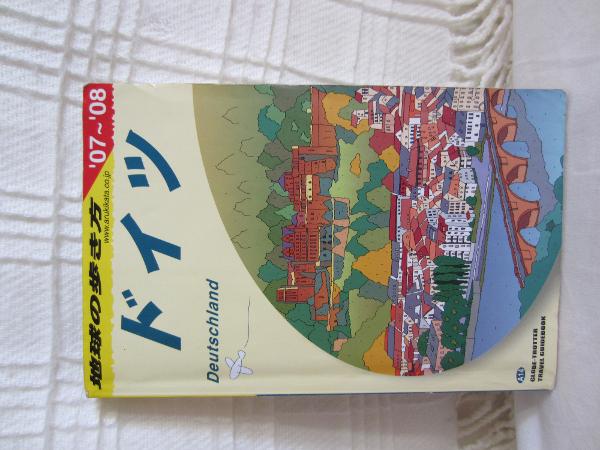 地球の歩き方
www.arukikata.co.jp
'07~'08
ドイツ
Deutschland
GLOBE-TROTTER
TRAVEL GUIDEBOOK